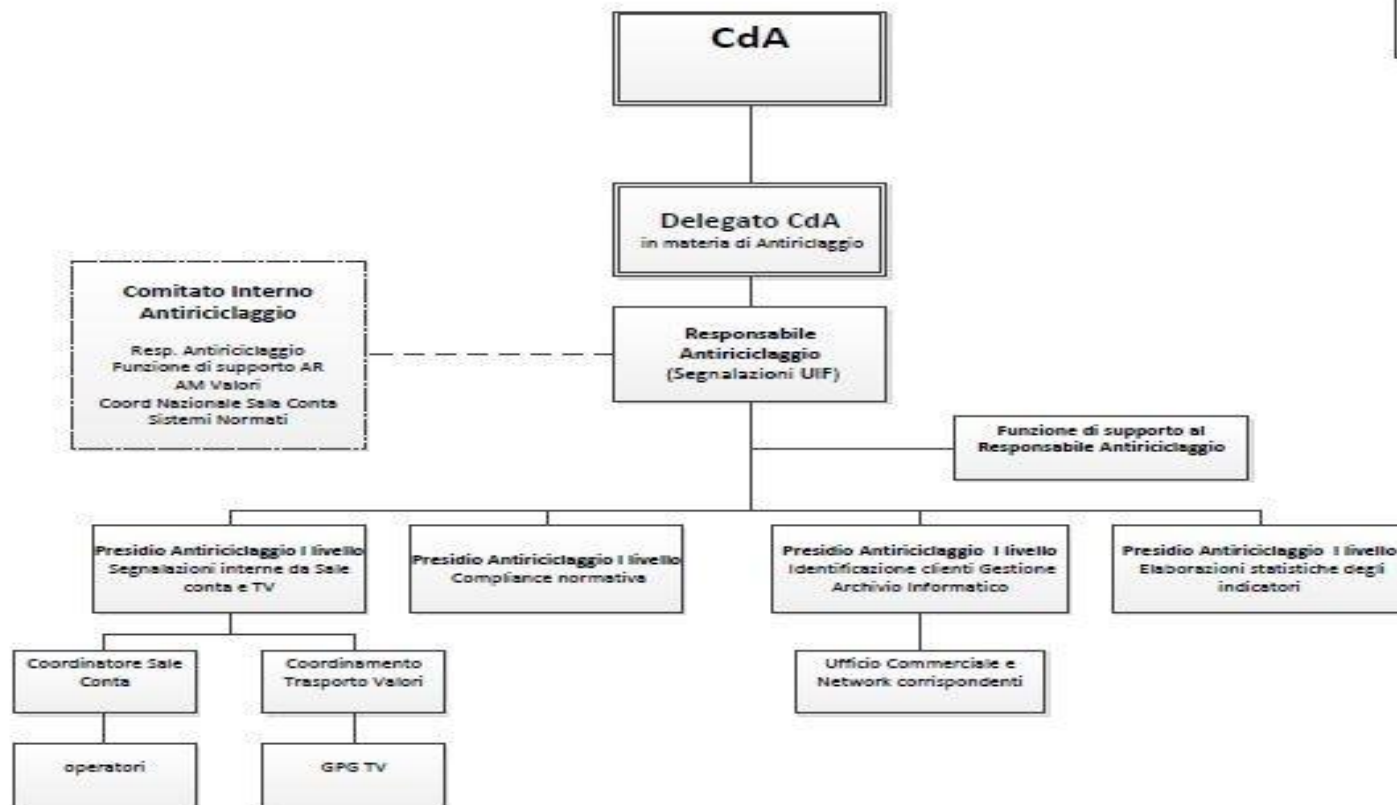 CdA
Delegato CdA
in materia di Antiriclaggio
Comitato Interno
Antiriciclaggio
Resp. Antiriciclaggio
Funzione di supporto AR
AM Valori
Coord Nazionale Sala Conta
Sistemi Normati
Responsabile
Antiriciclaggio
(Segnalazioni UIF)
Funzione di supporto al
Responsabile Antiriciclaggio
Presidio Antiriciclaggio I livello
Segnalazioni interne da Sale
conta e TV
Presidio Antiriciclaggio I livello
Compliance normativa
Presidio Antiriciclaggio I livello
Identificazione clienti Gestione
Archivio Informatico
Presidio Antiriciclaggio I livello
Elaborazioni statistiche degli
indicatori
Coordinatore Sale
Conta
Coordinamento
Trasporto Valori
Ufficio Commerciale e
Network corrispondenti
operatori
GPG TV